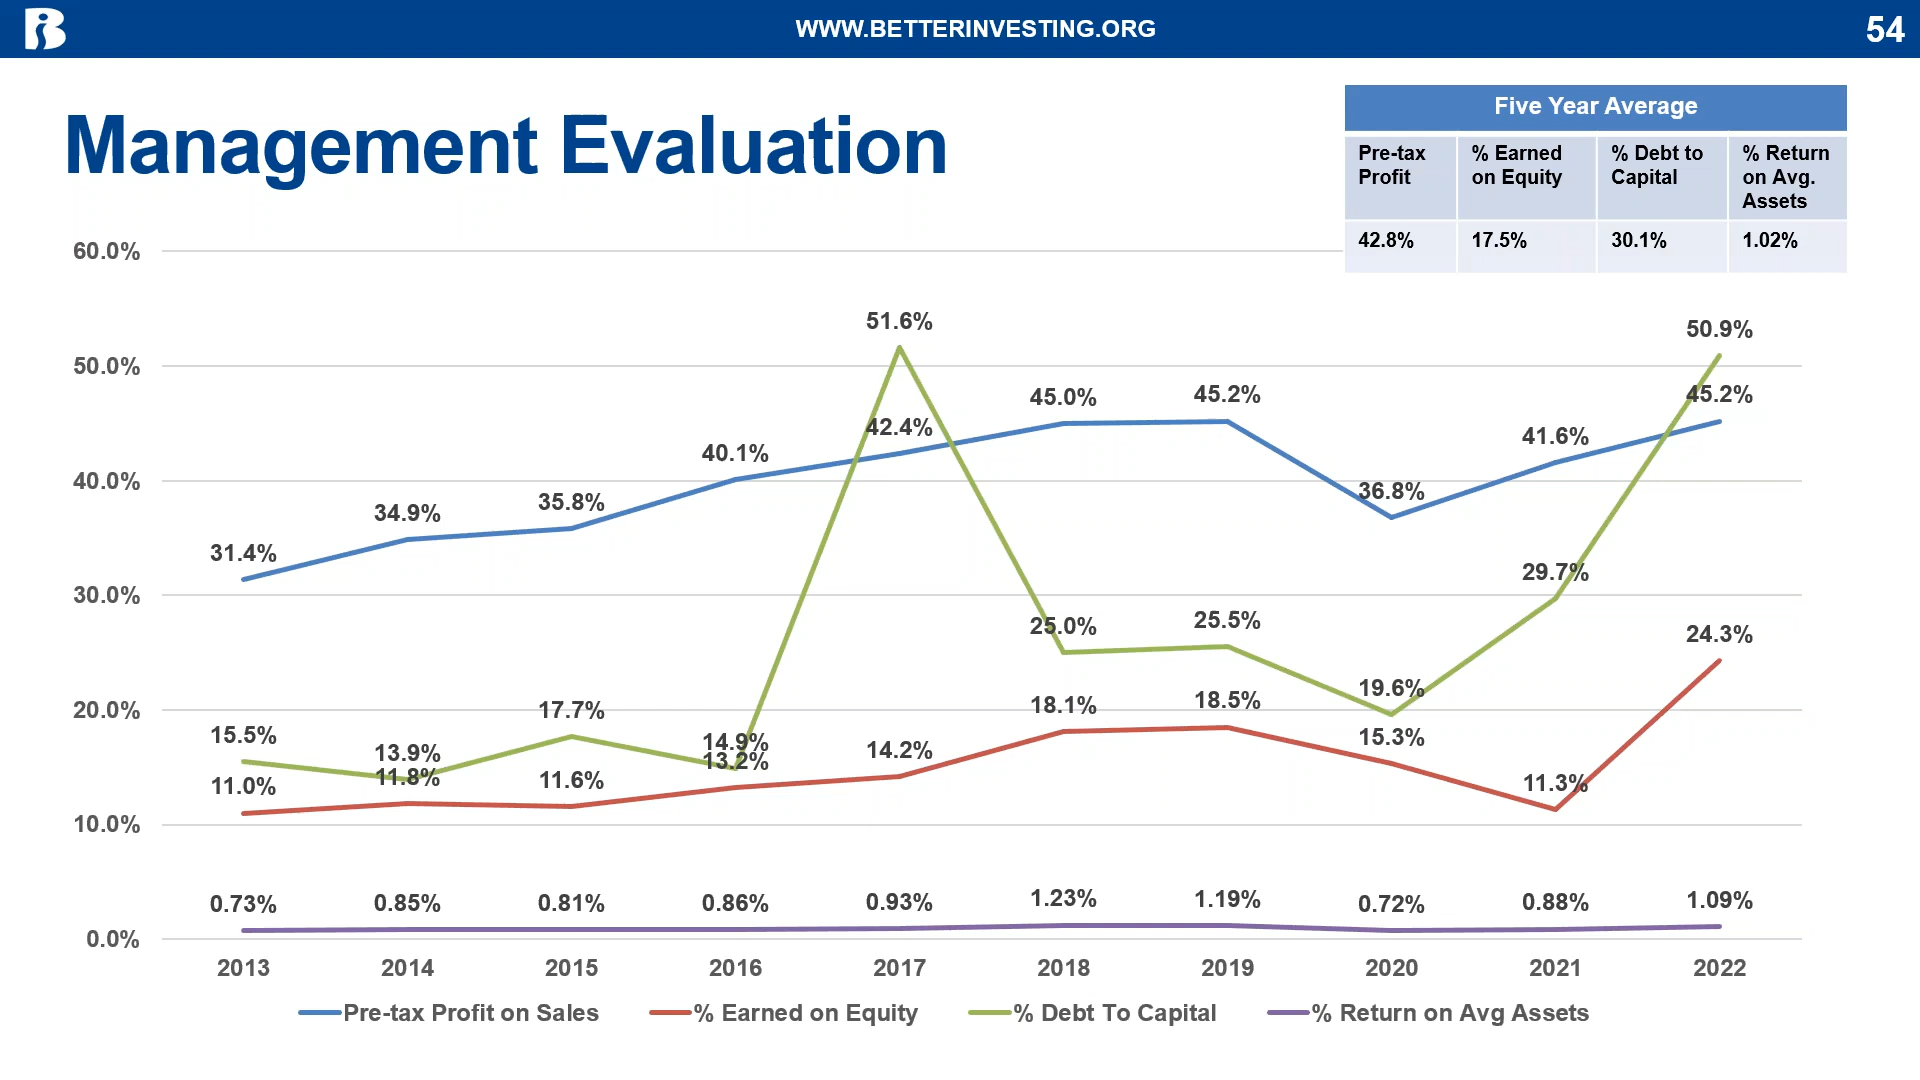 WWW.BETTERINVESTING.ORG
54
Management Evaluation
Five Year Average
Pre-tax Profit
% Earned on Equity
% Debt to Capital
% Return on Avg. Assets
42.8% 17.5% 30.1% 1.02%
60.0%
50.0%
40.0%
30.0%
20.0%
10.0%
0.0%
31.4% 34.9% 35.8% 40.1% 42.4% 45.0% 45.2% 36.8% 41.6% 45.2%
15.5% 13.9% 17.7% 14.9% 51.6% 25.0% 25.5% 19.6% 29.7% 50.9%
11.0% 11.8% 11.6% 13.2% 14.2% 18.1% 18.5% 15.3% 11.3% 24.3%
0.73% 0.85% 0.81% 0.86% 0.93% 1.23% 1.19% 0.72% 0.88% 1.09%
2013 2014 2015 2016 2017 2018 2019 2020 2021 2022
Pre-tax Profit on Sales % Earned on Equity % Debt To Capital % Return on Avg Assets